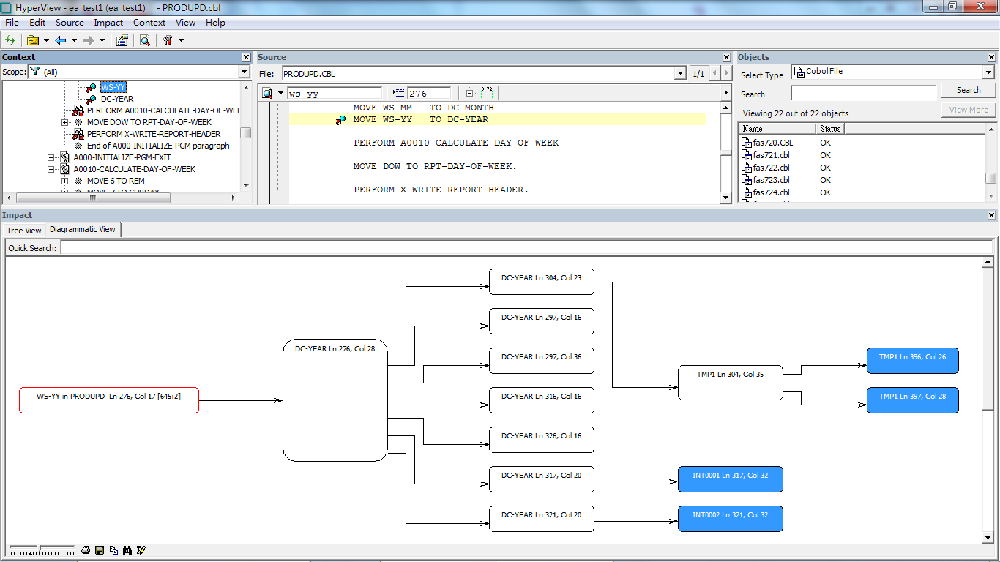 HyperView - ea_test1 (ea_test1) - PRODUPD.cbl
File Edit Source Impact Context View Help
Context
Scope: (All)
WS-YY
DC-YEAR
PERFORM A0010-CALCULATE-DAY-OF-WEE
MOVE DOW TO RPT-DAY-OF-WEEK
PERFORM X-WRITE-REPORT-HEADER
End of A000-INITIALIZE-PGM paragraph
A000-INITIALIZE-PGM-EXIT
A0010-CALCULATE-DAY-OF-WEEK
MOVE 6 TO REM
MOVE 7 TO CURDAY
Source
File: PRODUPD.CBL 1/1
ws-yy 276 8 72
MOVE WS-MM TO DC-MONTH
MOVE WS-YY TO DC-YEAR
PERFORM A0010-CALCULATE-DAY-OF-WEEK
MOVE DOW TO RPT-DAY-OF-WEEK.
PERFORM X-WRITE-REPORT-HEADER.
Objects
Select Type CobolFile
Search Search
Viewing 22 out of 22 objects View More
Name Status
fas720.CBL OK
fas721.cbl OK
fas722.cbl OK
fas723.cbl OK
fas724.cbl OK
Impact
Tree View Diagrammatic View
Quick Search:
WS-YY in PRODUPD Ln 276, Col 17 [645:2]
DC-YEAR Ln 276, Col 28
DC-YEAR Ln 304, Col 23
DC-YEAR Ln 297, Col 16
DC-YEAR Ln 297, Col 36
DC-YEAR Ln 316, Col 16
DC-YEAR Ln 326, Col 16
DC-YEAR Ln 317, Col 20
DC-YEAR Ln 321, Col 20
TMP1 Ln 304, Col 35
INT0001 Ln 317, Col 32
INT0002 Ln 321, Col 32
TMP1 Ln 396, Col 26
TMP1 Ln 397, Col 28